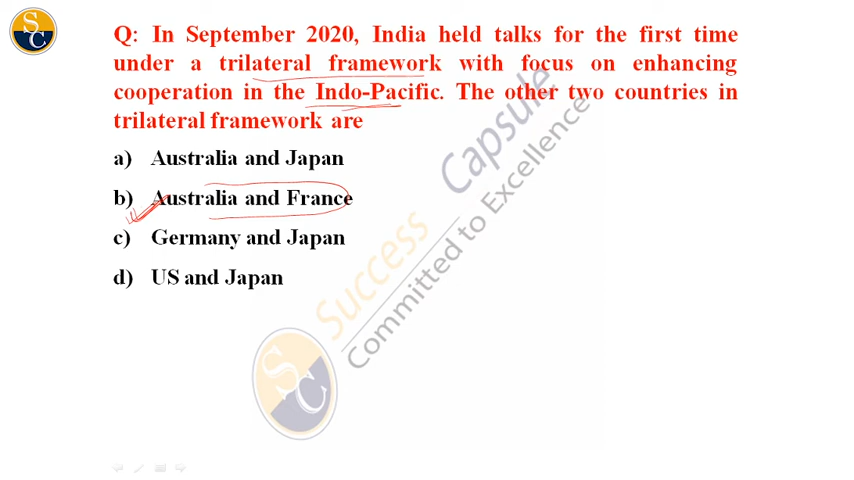 SC
Q: In September 2020, India held talks for the first time
under a trilateral framework with focus on enhancing
cooperation in the Indo-Pacific. The other two countries in
trilateral framework are
a) Australia and Japan
b) Australia and France
c) Germany and Japan
d) US and Japan
Success Capsule
Committed to Excellence
SC